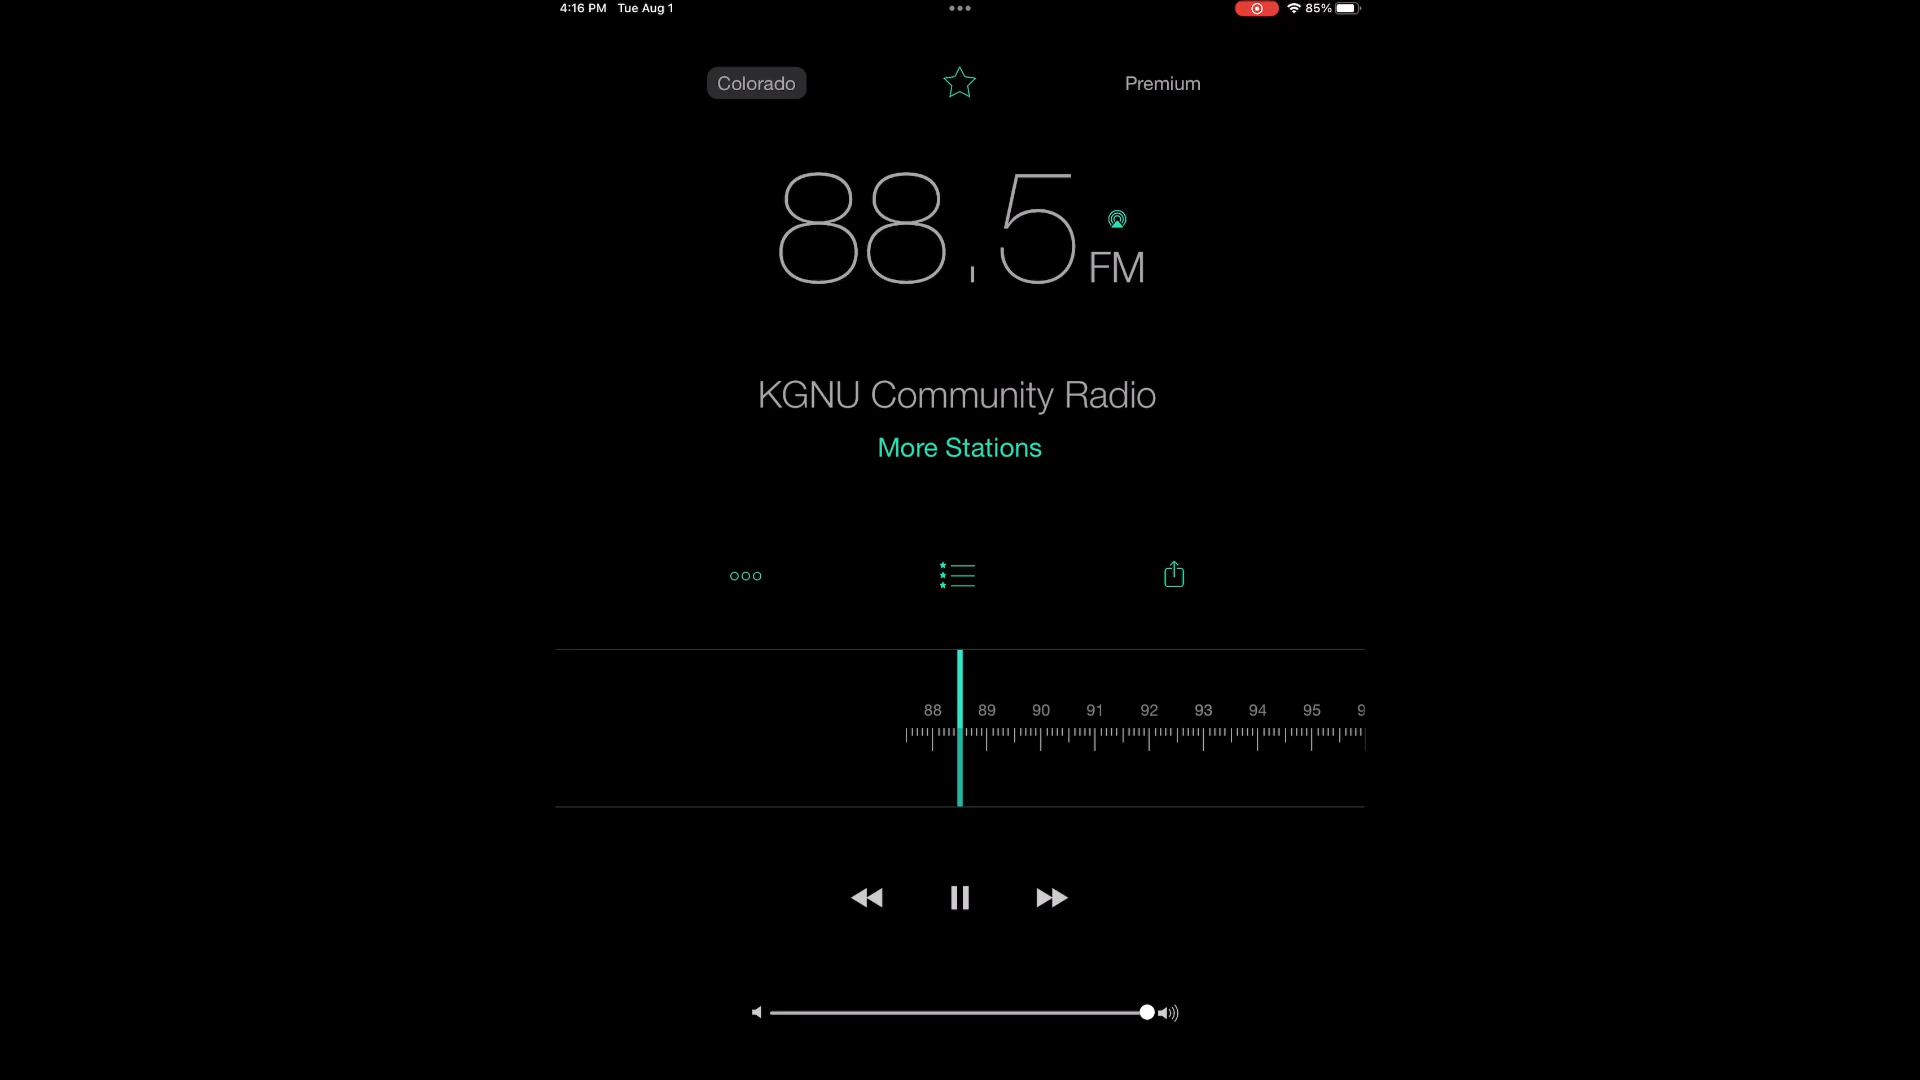 4:16 PM Tue Aug 1
85%
Colorado
Premium
88.5 FM
KGNU Community Radio
More Stations
88 89 90 91 92 93 94 95 9